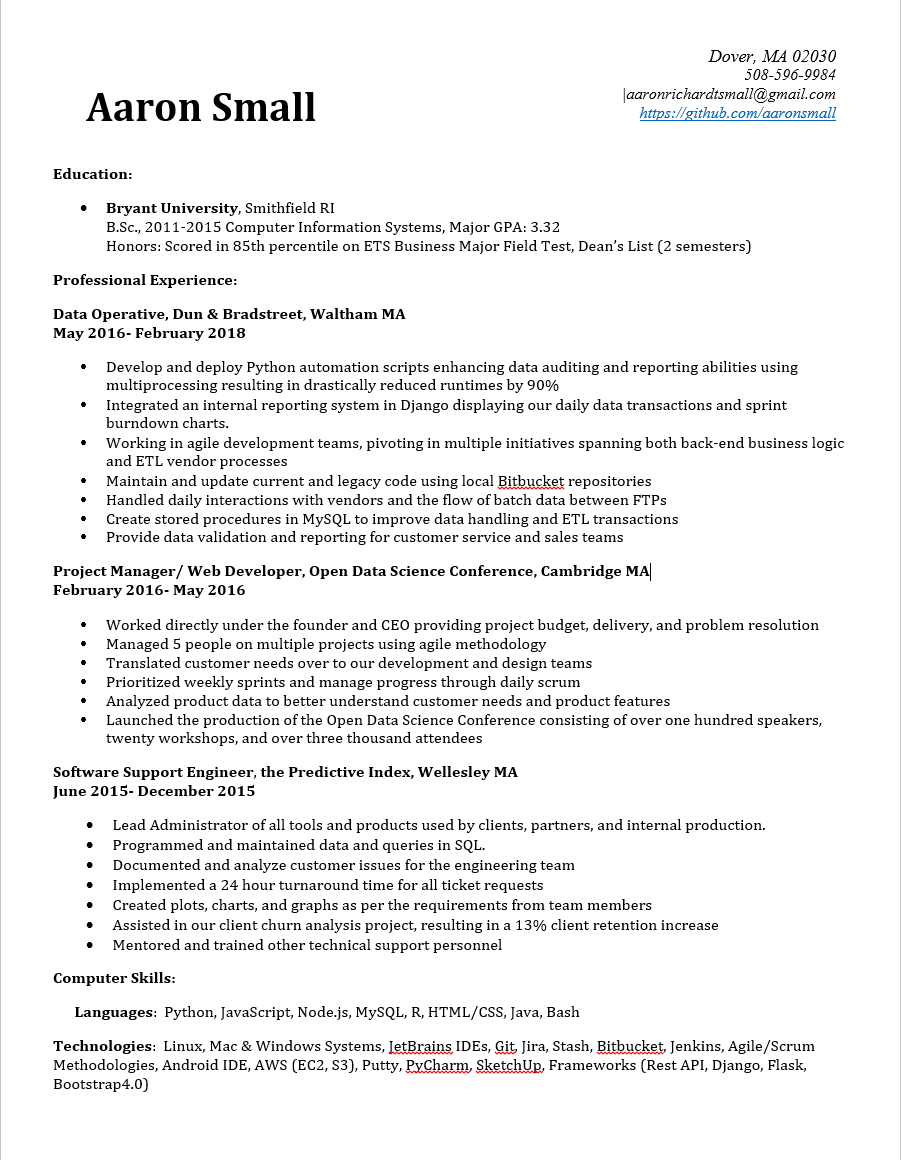 Dover, MA 02030
508-596-9984
|aaronrichardtsmall@gmail.com
https://github.com/aaronsmall
Aaron Small
Education:
• Bryant University, Smithfield RI
B.Sc., 2011-2015 Computer Information Systems, Major GPA: 3.32
Honors: Scored in 85th percentile on ETS Business Major Field Test, Dean’s List (2 semesters)
Professional Experience:
Data Operative, Dun & Bradstreet, Waltham MA
May 2016- February 2018
• Develop and deploy Python automation scripts enhancing data auditing and reporting abilities using
multiprocessing resulting in drastically reduced runtimes by 90%
• Integrated an internal reporting system in Django displaying our daily data transactions and sprint
burndown charts.
• Working in agile development teams, pivoting in multiple initiatives spanning both back-end business logic
and ETL vendor processes
• Maintain and update current and legacy code using local Bitbucket repositories
• Handled daily interactions with vendors and the flow of batch data between FTPs
• Create stored procedures in MySQL to improve data handling and ETL transactions
• Provide data validation and reporting for customer service and sales teams
Project Manager/ Web Developer, Open Data Science Conference, Cambridge MA
February 2016- May 2016
• Worked directly under the founder and CEO providing project budget, delivery, and problem resolution
• Managed 5 people on multiple projects using agile methodology
• Translated customer needs over to our development and design teams
• Prioritized weekly sprints and manage progress through daily scrum
• Analyzed product data to better understand customer needs and product features
• Launched the production of the Open Data Science Conference consisting of over one hundred speakers,
twenty workshops, and over three thousand attendees
Software Support Engineer, the Predictive Index, Wellesley MA
June 2015- December 2015
• Lead Administrator of all tools and products used by clients, partners, and internal production.
• Programmed and maintained data and queries in SQL.
• Documented and analyze customer issues for the engineering team
• Implemented a 24 hour turnaround time for all ticket requests
• Created plots, charts, and graphs as per the requirements from team members
• Assisted in our client churn analysis project, resulting in a 13% client retention increase
• Mentored and trained other technical support personnel
Computer Skills:
Languages: Python, JavaScript, Node.js, MySQL, R, HTML/CSS, Java, Bash
Technologies: Linux, Mac & Windows Systems, JetBrains IDEs, Git, Jira, Stash, Bitbucket, Jenkins, Agile/Scrum
Methodologies, Android IDE, AWS (EC2, S3), Putty, PyCharm, SketchUp, Frameworks (Rest API, Django, Flask,
Bootstrap4.0)